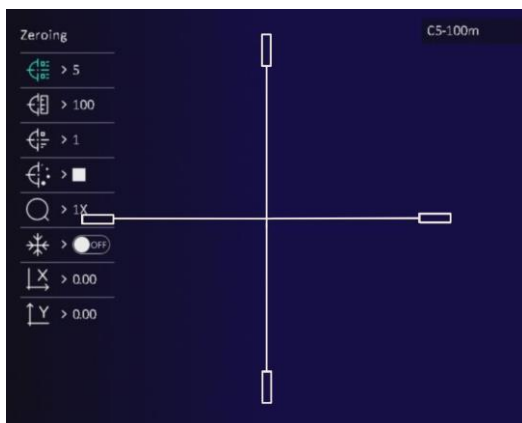 Zeroing
C5-100m
> 5
> 100
> 1
>
> 1X
> OFF
X > 0.00
Y > 0.00